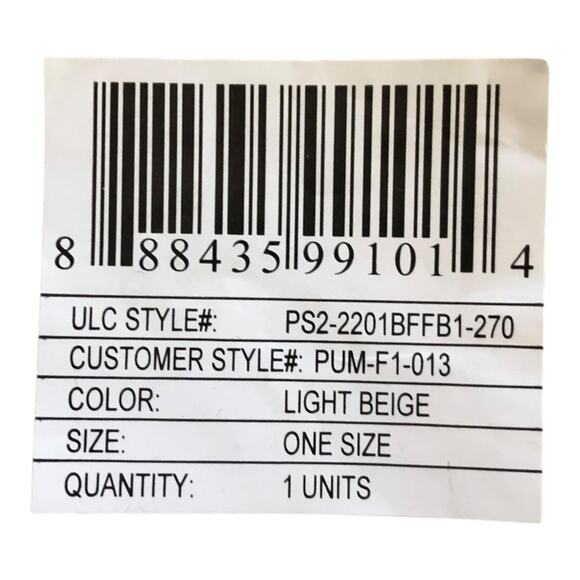 8 88435 99101 4
ULC STYLE#: PS2-2201BFFB1-270
CUSTOMER STYLE#: PUM-F1-013
COLOR: LIGHT BEIGE
SIZE: ONE SIZE
QUANTITY: 1 UNITS